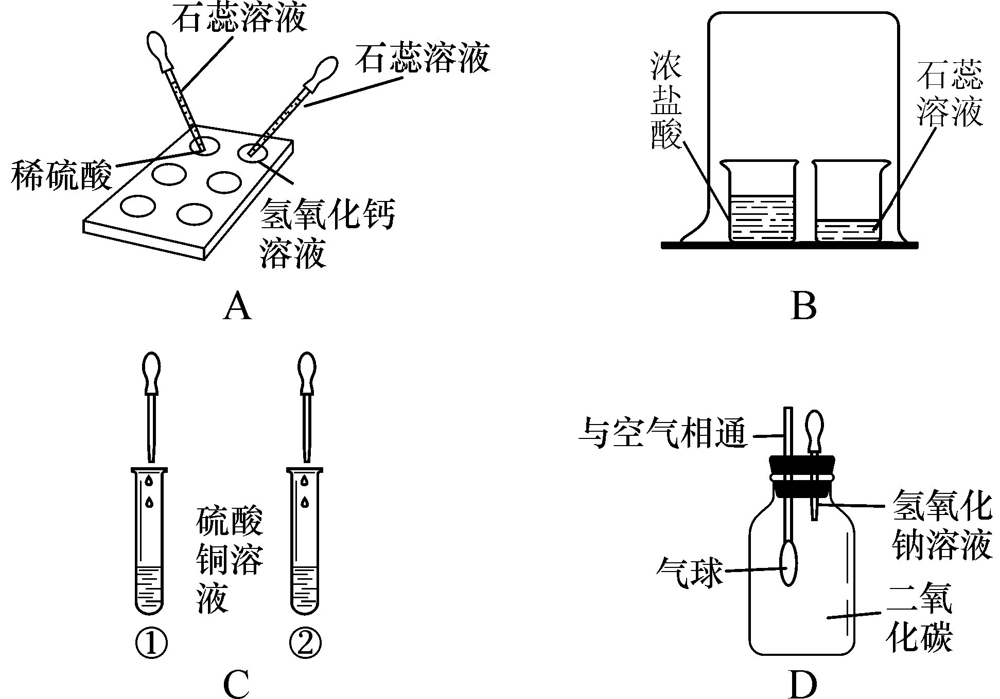 石蕊溶液
石蕊溶液
稀硫酸
氢氧化钙
溶液
A
浓
盐
酸
石蕊
溶液
B
硫酸
铜溶
液
①
②
C
与空气相通
氢氧化
钠溶液
气球
二氧
化碳
D